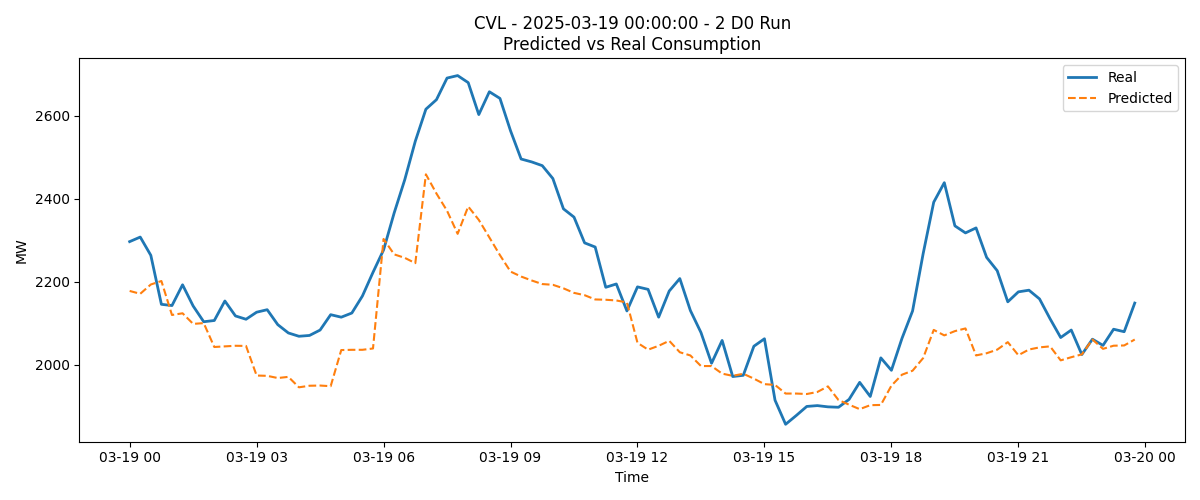 CVL - 2025-03-19 00:00:00 - 2 D0 Run
Predicted vs Real Consumption
Real
Predicted
MW
2600
2400
2200
2000
03-19 00
03-19 03
03-19 06
03-19 09
03-19 12
03-19 15
03-19 18
03-19 21
03-20 00
Time